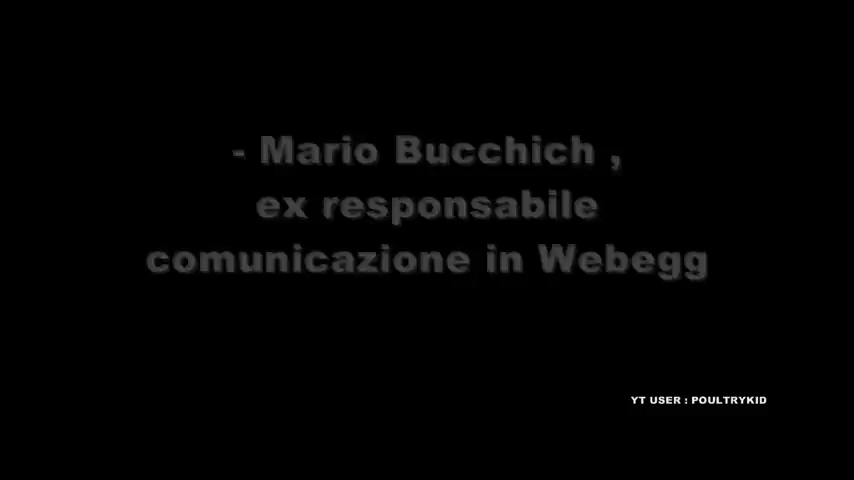 - Mario Bucchich ,
ex responsabile
comunicazione in Webegg
YT USER : POULTRYKID